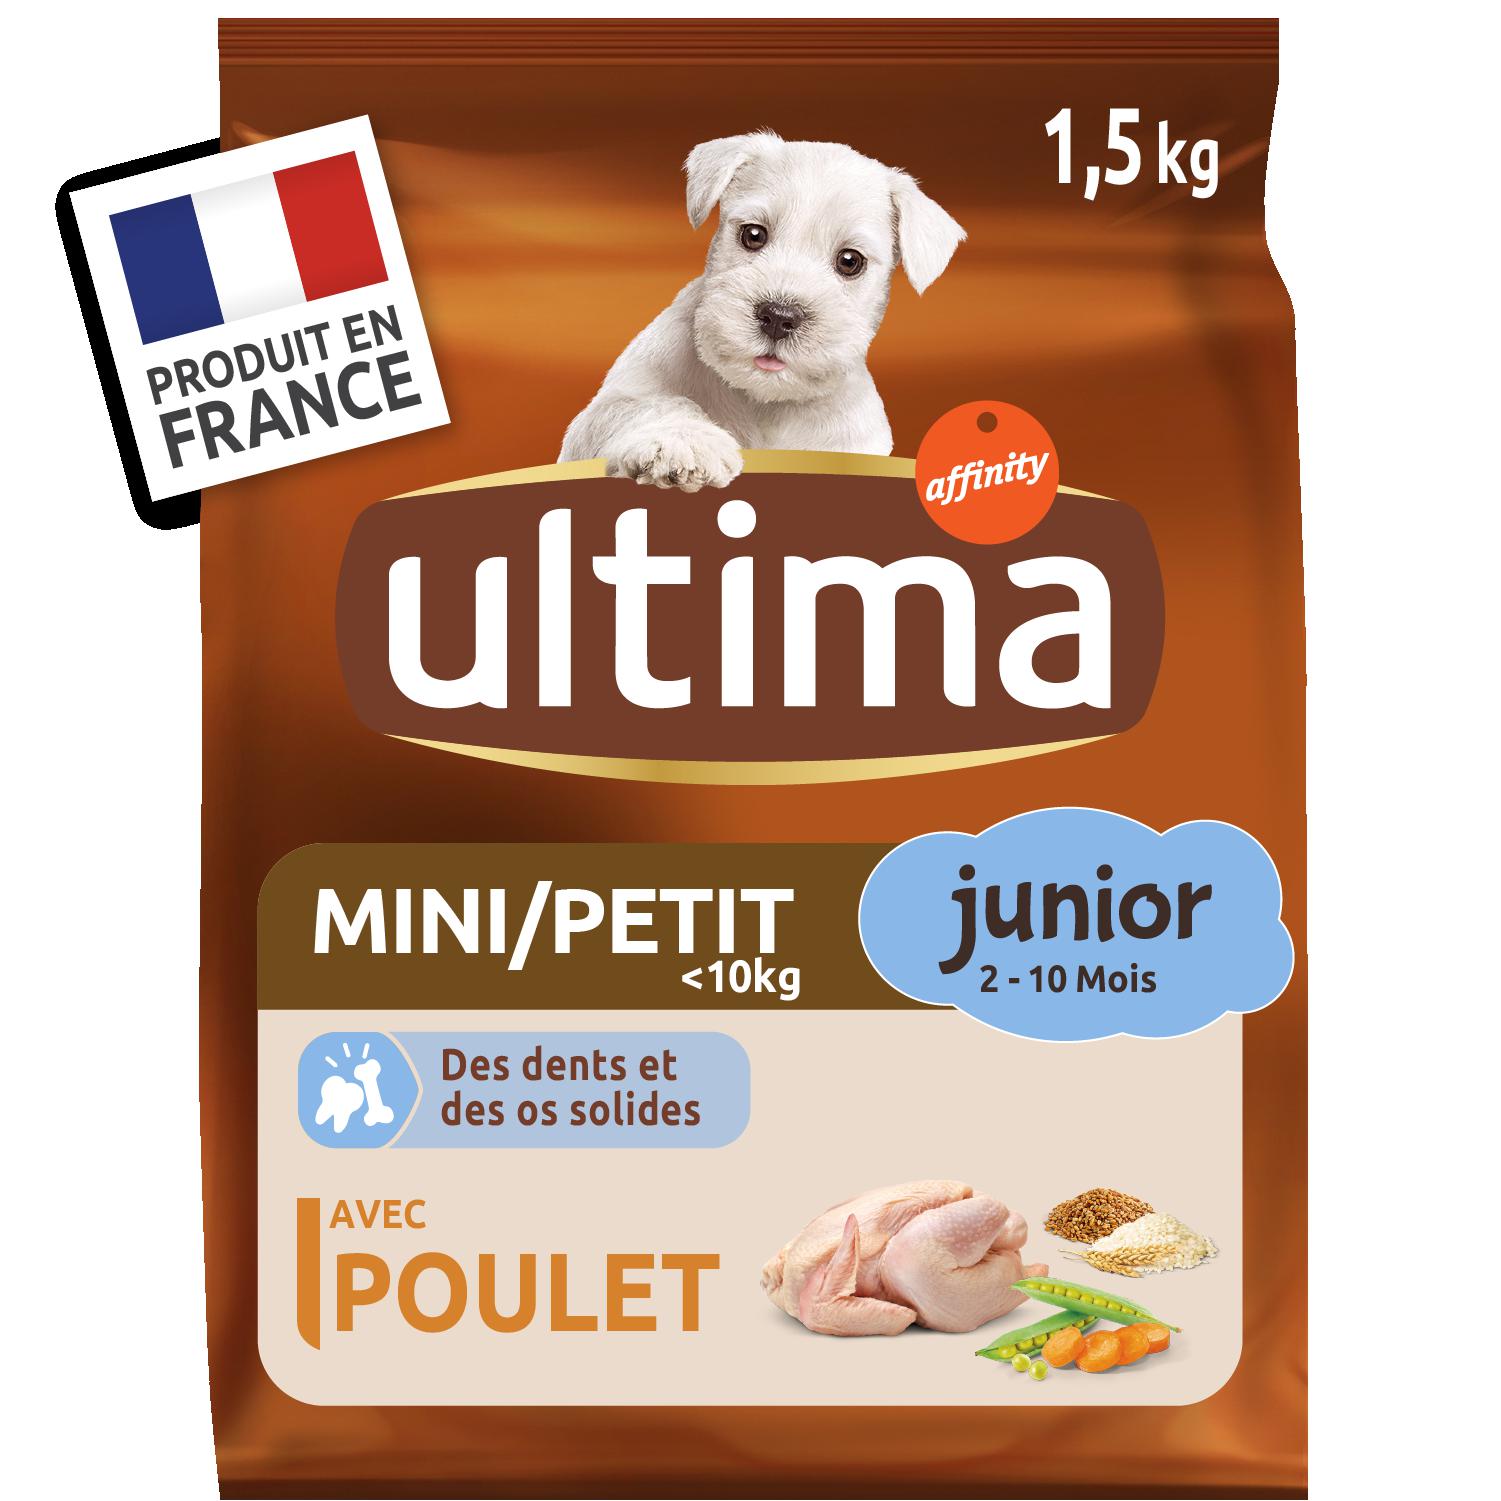 1,5 kg
PRODUIT EN
FRANCE
affinity
ultima
MINI/PETIT
<10kg
junior
2 - 10 Mois
Des dents et
des os solides
AVEC
POULET